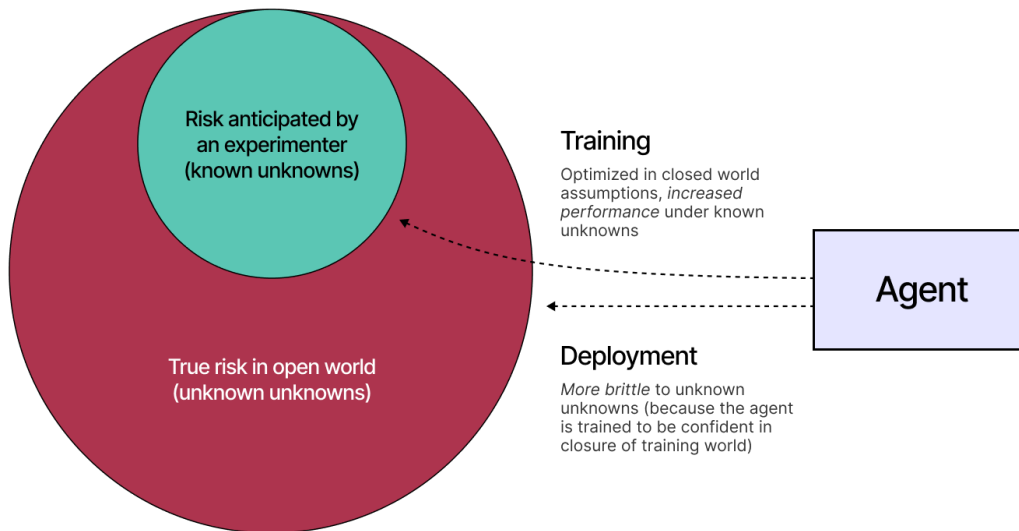 Risk anticipated by
an experimenter
(known unknowns)
True risk in open world
(unknown unknowns)
Training
Optimized in closed world
assumptions, increased
performance under known
unknowns
Agent
Deployment
More brittle to unknown
unknowns (because the agent
is trained to be confident in
closure of training world)